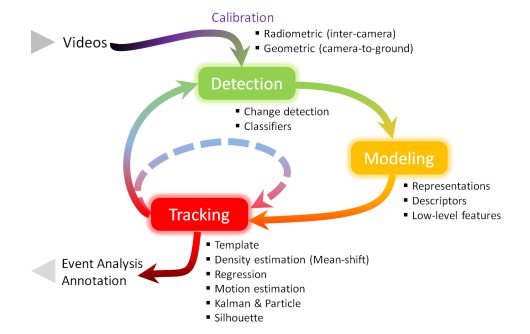 Calibration
▪ Radiometric (inter-camera)
▪ Geometric (camera-to-ground)
Videos
Detection
▪ Change detection
▪ Classifiers
Modeling
▪ Representations
▪ Descriptors
▪ Low-level features
Tracking
▪ Template
▪ Density estimation (Mean-shift)
▪ Regression
▪ Motion estimation
▪ Kalman & Particle
▪ Silhouette
Event Analysis
Annotation